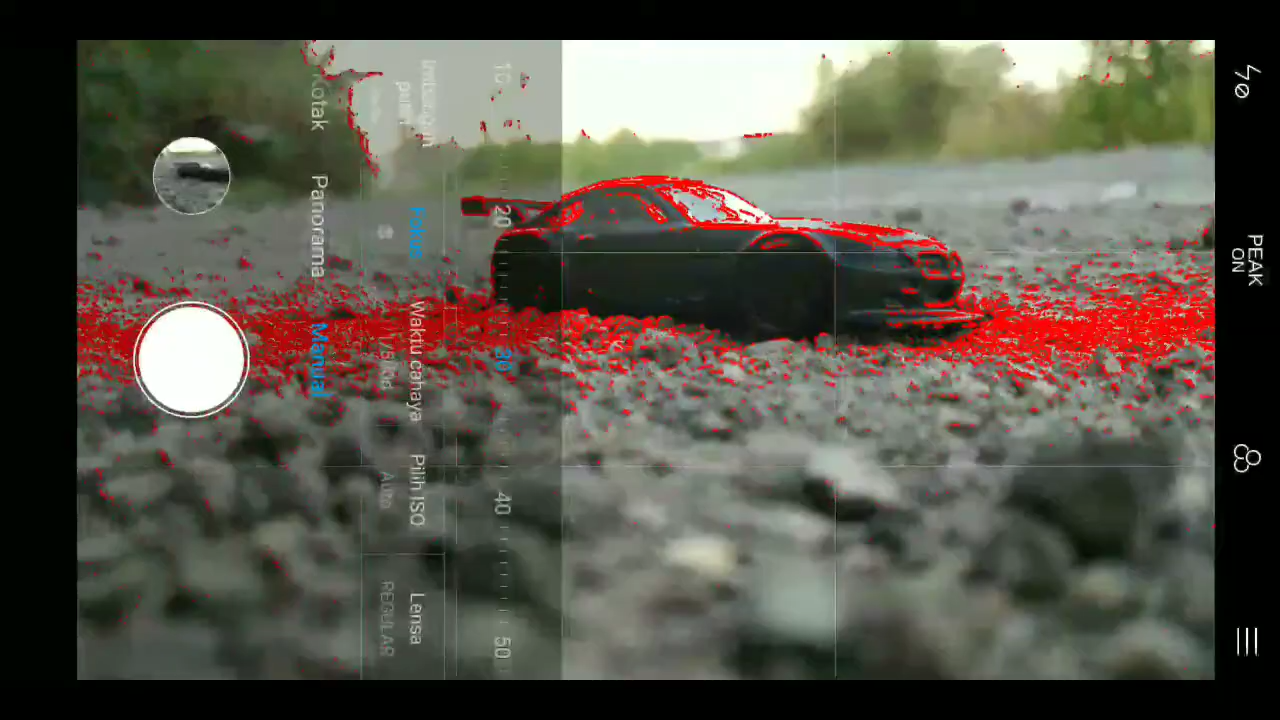 PEAK
ON
10
20
30
40
50
Fokus
Waktu cahaya
Pilih ISO
Auto
Lensa
REGULAR
Kotak
Panorama
Manual